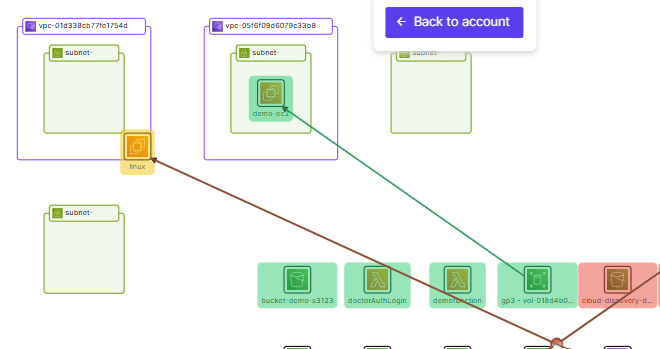 vpc-01d338cb77fc1754d
vpc-05f6f09d6079c33b8
← Back to account
subnet-
subnet-
subnet-
demo-ec2
linux
subnet-
bucket-demo-s3123
doctorAuthLogin
demofunction
gp3 - vol-018d4b0...
cloud-discovery-d...